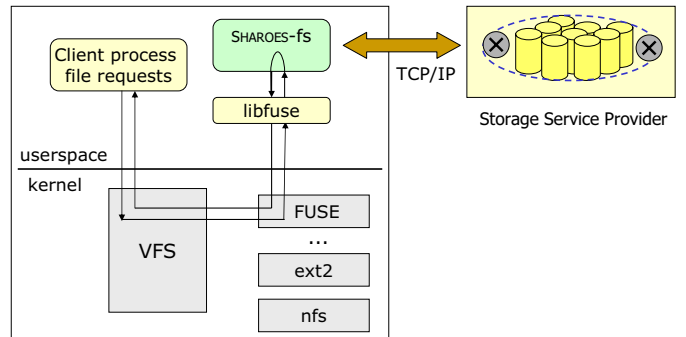 SHAROES-fs
Client process
file requests
TCP/IP
libfuse
Storage Service Provider
userspace
kernel
FUSE
...
VFS
ext2
nfs